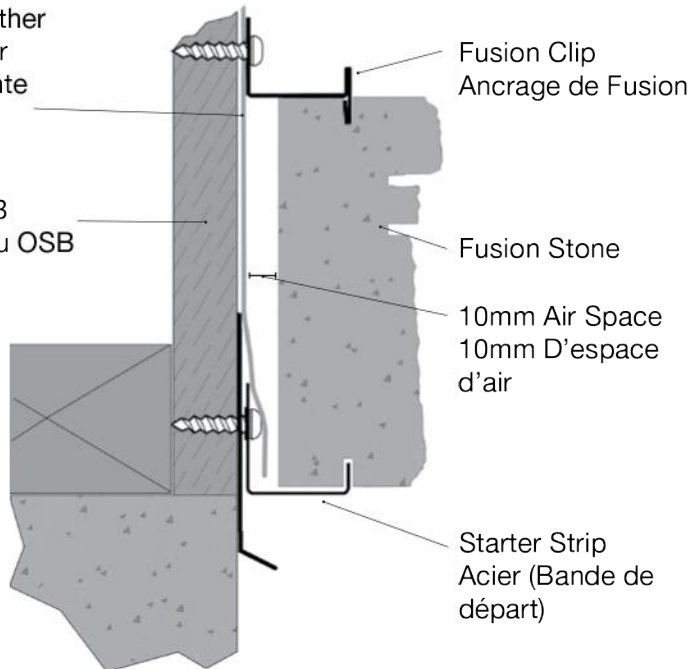 ther
r
nte
u OSB
Fusion Clip
Ancrage de Fusion
Fusion Stone
10mm Air Space
10mm D'espace
d'air
Starter Strip
Acier (Bande de
départ)